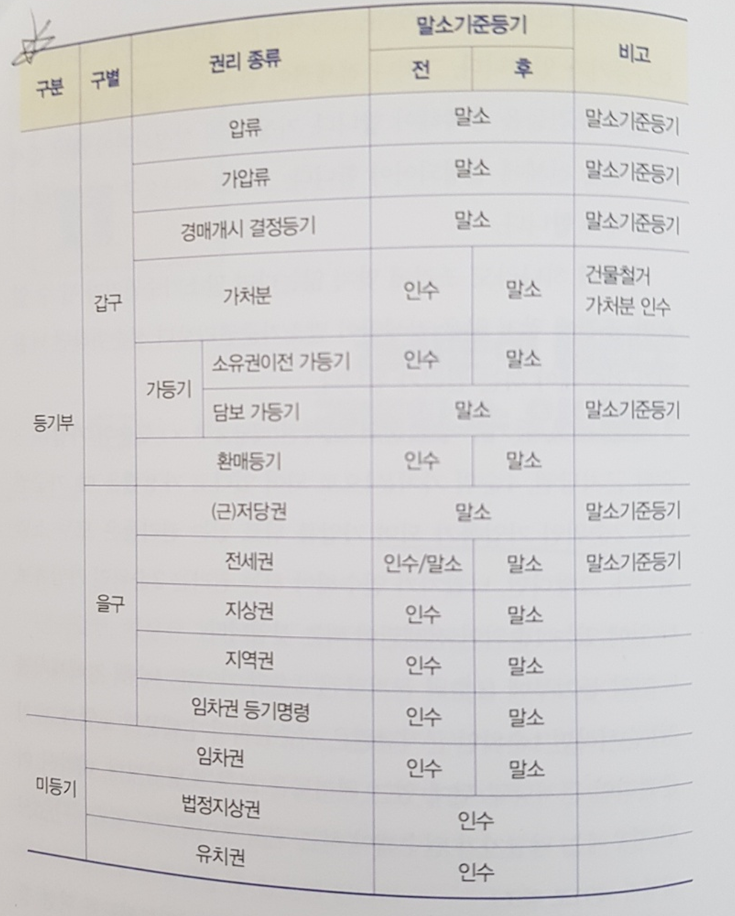 구분 구별 권리 종류 말소기준등기 비고
전 후
등기부 갑구 압류 말소 말소기준등기
가압류 말소 말소기준등기
경매개시 결정등기 말소 말소기준등기
가처분 인수 말소 건물철거
가처분 인수
가등기 소유권이전 가등기 인수 말소
담보 가등기 말소 말소기준등기
환매등기 인수 말소
을구 (근)저당권 말소 말소기준등기
전세권 인수/말소 말소 말소기준등기
지상권 인수 말소
지역권 인수 말소
임차권 등기명령 인수 말소
미등기 임차권 인수 말소
법정지상권 인수
유치권 인수